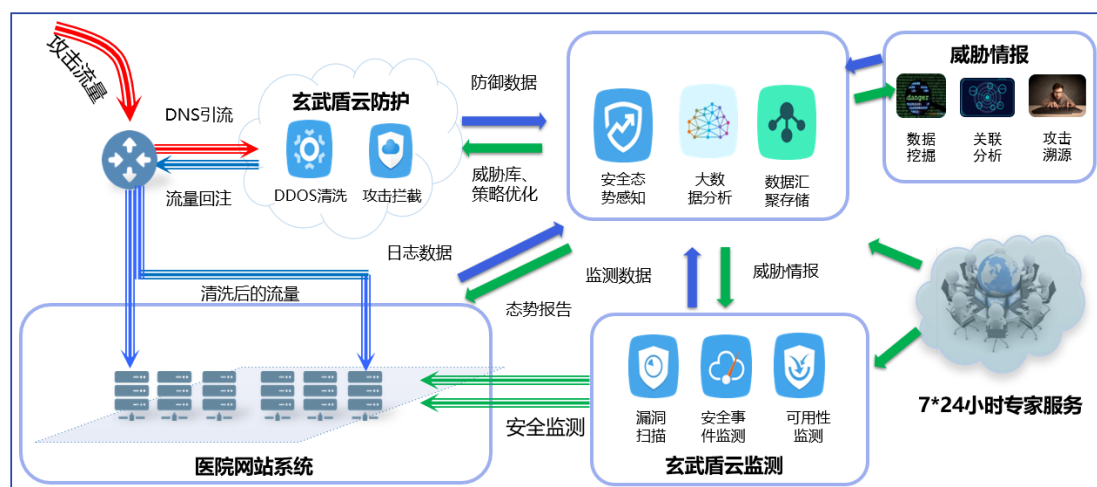 攻击流量
DNS引流
流量回注
玄武盾云防护
DDOS清洗
攻击拦截
防御数据
威胁库、
策略优化
安全态
势感知
大数
据分析
数据汇
聚存储
威胁情报
danger
数据
挖掘
关联
分析
攻击
溯源
日志数据
态势报告
监测数据
威胁情报
清洗后的流量
医院网站系统
安全监测
漏洞
扫描
安全事
件监测
可用性
监测
玄武盾云监测
7*24小时专家服务